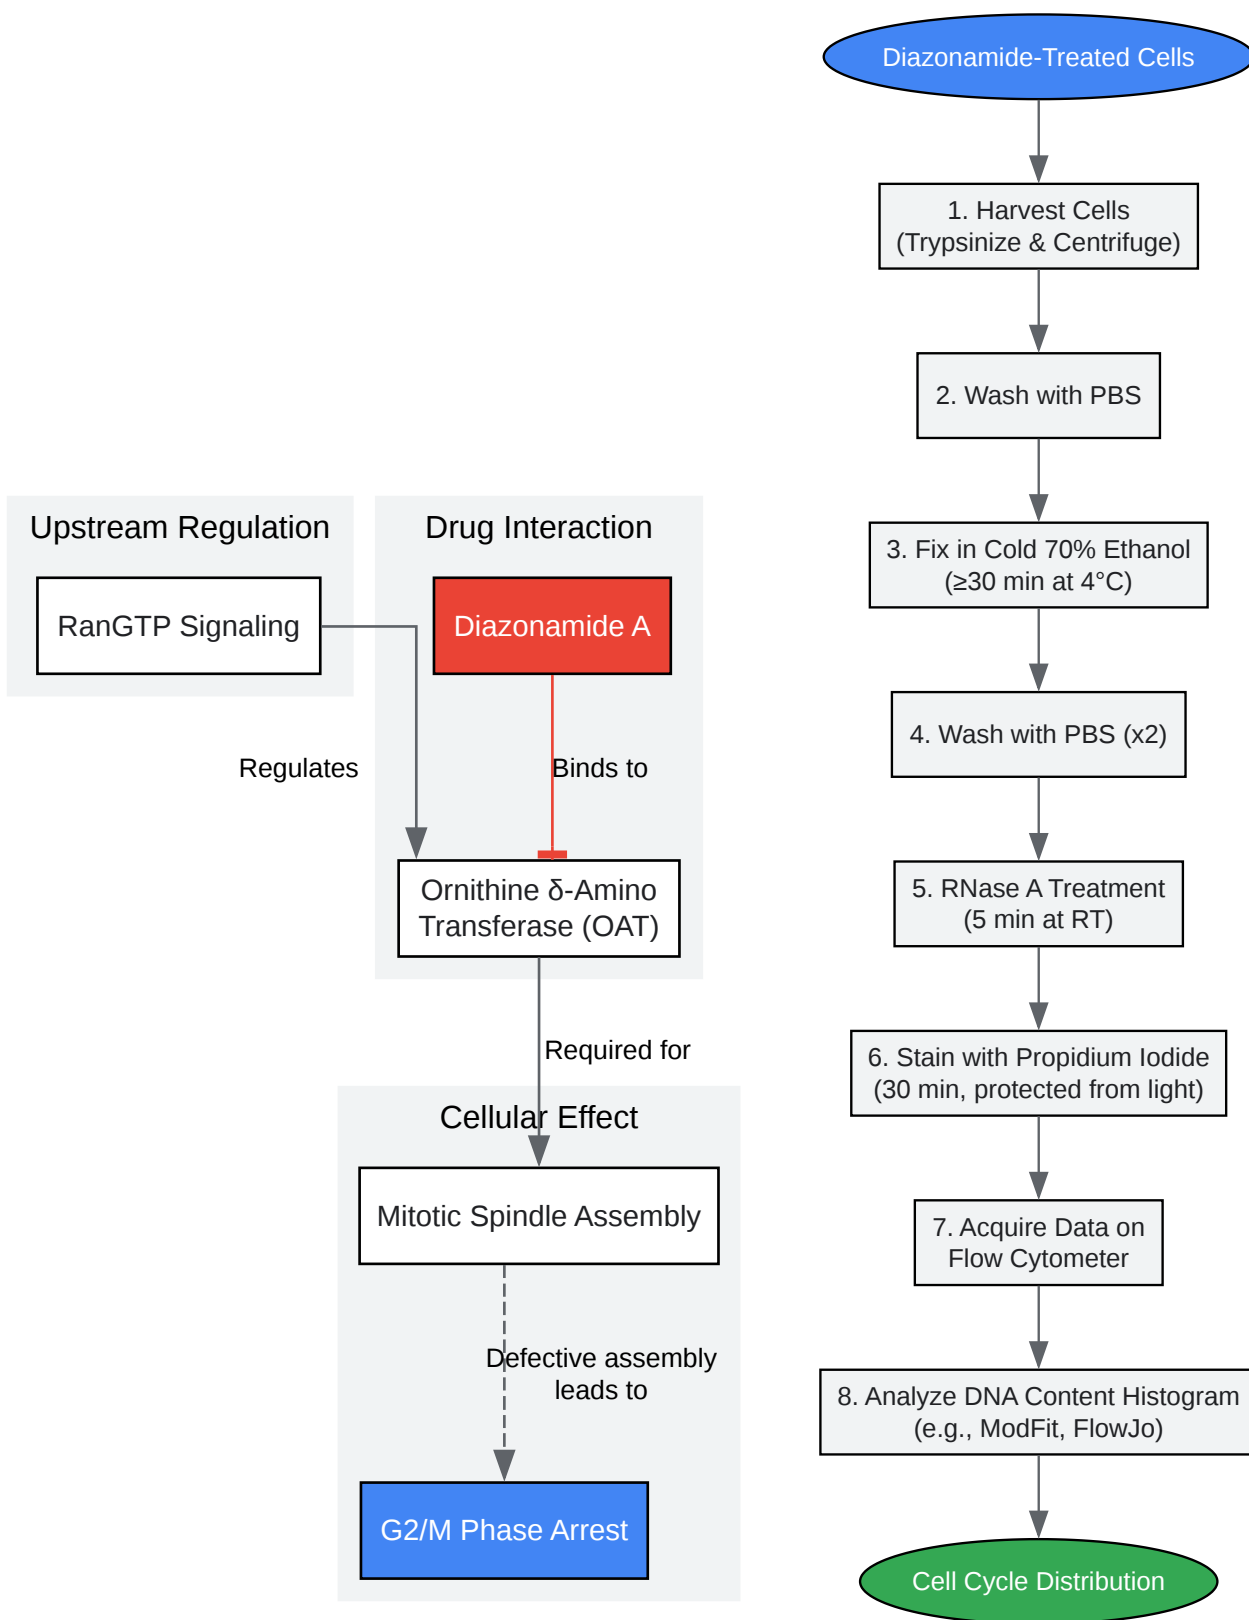 Upstream Regulation
RanGTP Signaling
Regulates
Drug Interaction
Diazonamide A
Binds to
Ornithine δ-Amino
Transferase (OAT)
Required for
Cellular Effect
Mitotic Spindle Assembly
Defective assembly
leads to
G2/M Phase Arrest
Diazonamide-Treated Cells
1. Harvest Cells
(Trypsinize & Centrifuge)
2. Wash with PBS
3. Fix in Cold 70% Ethanol
(≥30 min at 4°C)
4. Wash with PBS (x2)
5. RNase A Treatment
(5 min at RT)
6. Stain with Propidium Iodide
(30 min, protected from light)
7. Acquire Data on
Flow Cytometer
8. Analyze DNA Content Histogram
(e.g., ModFit, FlowJo)
Cell Cycle Distribution